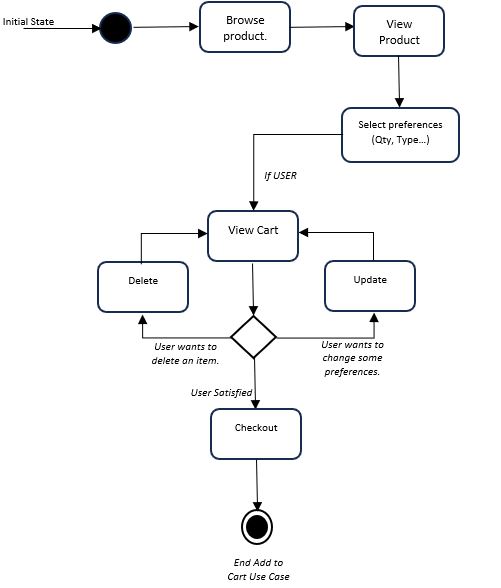 Initial State
Browse
product.
View
Product
Select preferences
(Qty, Type...)
If USER
View Cart
Delete
Update
User wants to
delete an item.
User wants to
change some
preferences.
User Satisfied
Checkout
End Add to
Cart Use Case